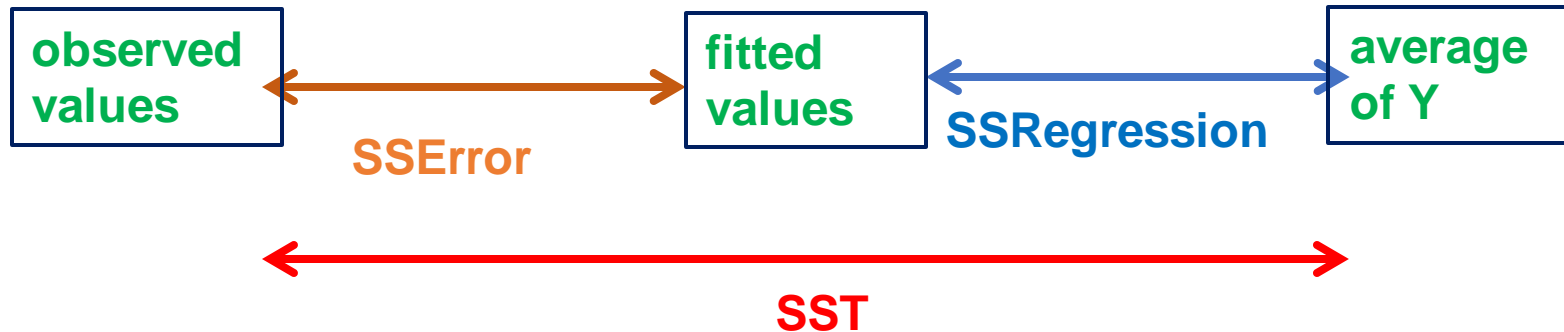 observed
values
SSError
fitted
values
SSRegression
average
of Y
SST